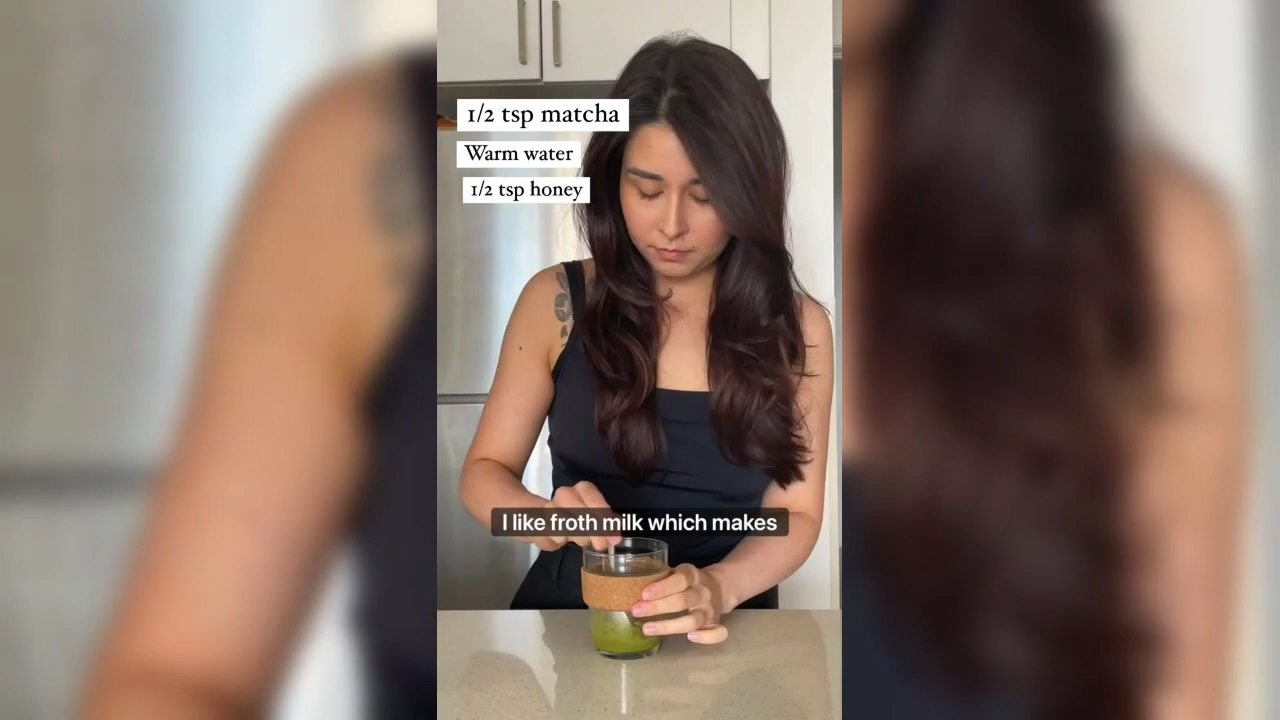 1/2 tsp matcha
Warm water
1/2 tsp honey
I like froth milk which makes